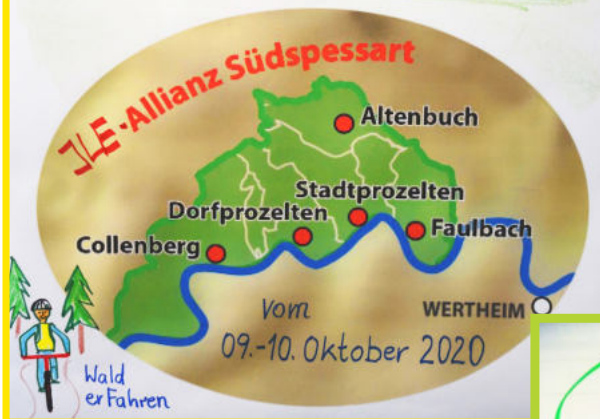 ILE-Allianz Südspessart
Altenbuch
Stadtprozelten
Dorfprozelten
Faulbach
Collenberg
WERTHEIM
Vom
09.-10. Oktober 2020
Wald
erFahren